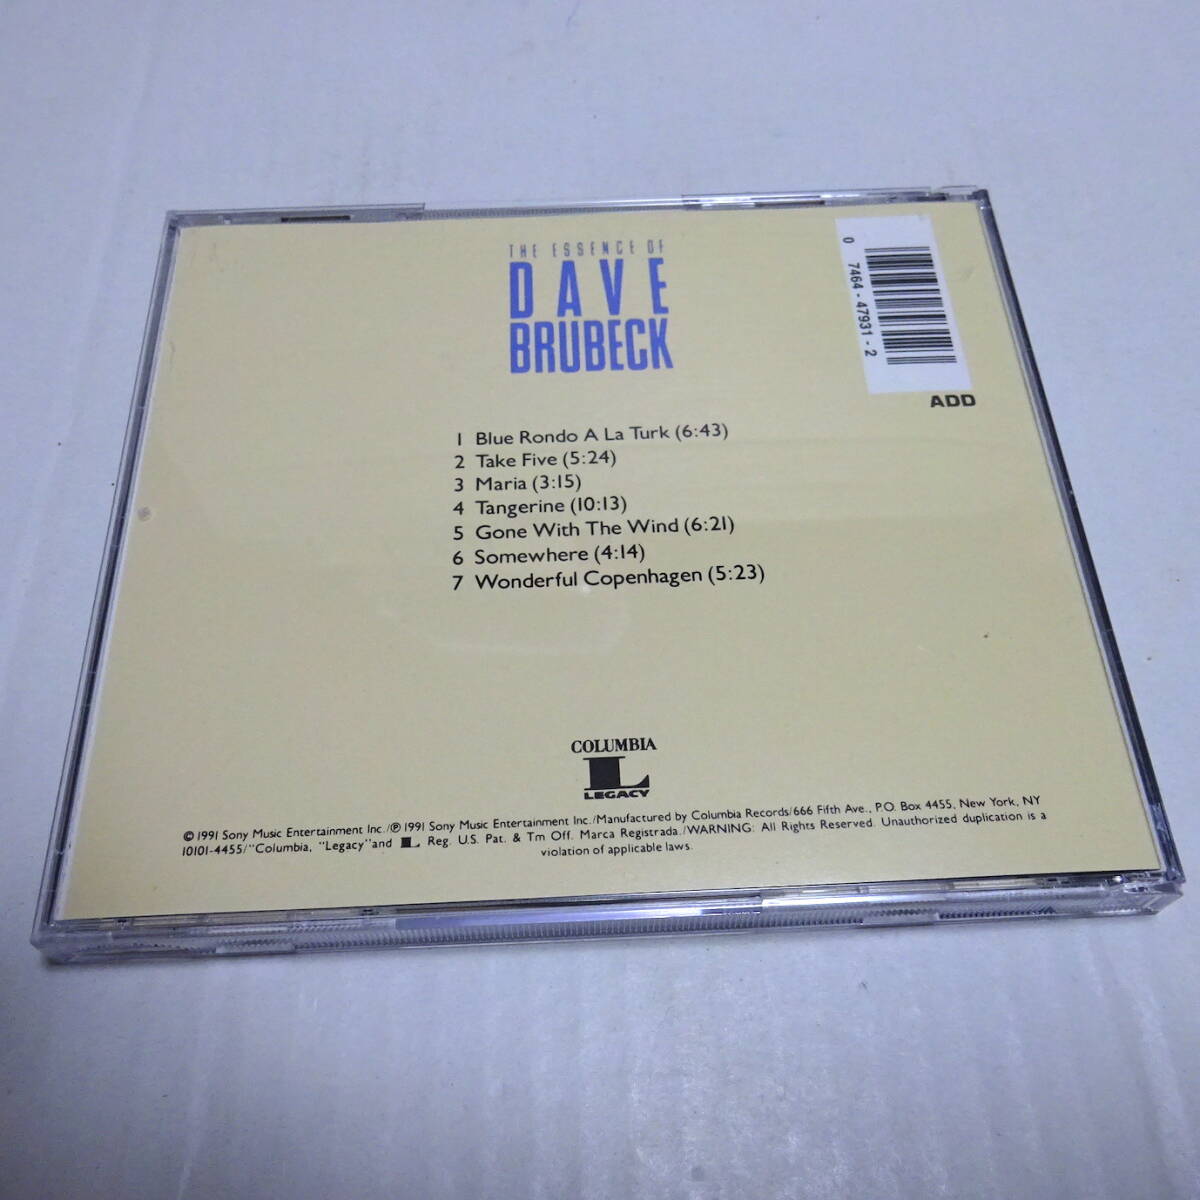 THE ESSENCE OF
DAVE
BRUBECK
0 7464-47931-2
ADD
1 Blue Rondo A La Turk (6:43)
2 Take Five (5:24)
3 Maria (3:15)
4 Tangerine (10:13)
5 Gone With The Wind (6:21)
6 Somewhere (4:14)
7 Wonderful Copenhagen (5:23)
COLUMBIA
L
LEGACY
© 1991 Sony Music Entertainment Inc./℗ 1991 Sony Music Entertainment Inc./Manufactured by Columbia Records/666 Fifth Ave., P.O. Box 4455, New York, NY
10101-4455/"Columbia, "Legacy"and L Reg. U.S. Pat. & Tm Off. Marca Registrada./WARNING: All Rights Reserved. Unauthorized duplication is a
violation of applicable laws.